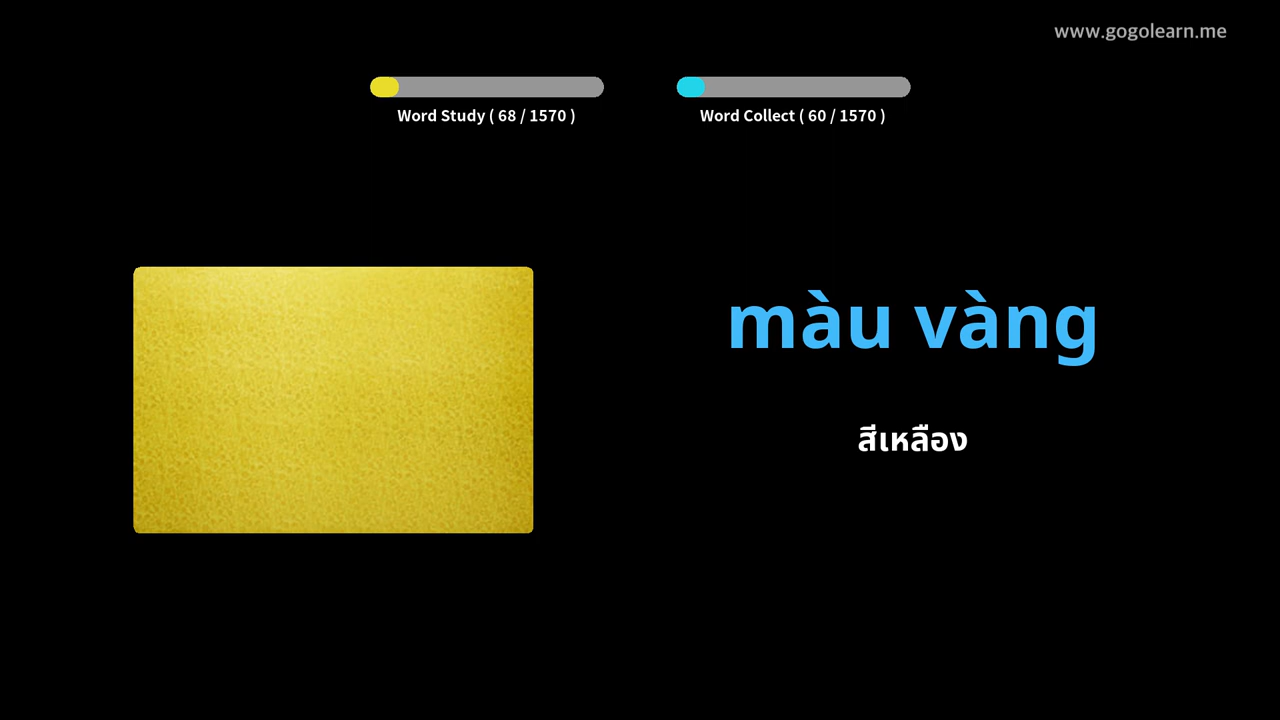 www.gogolearn.me
Word Study ( 68 / 1570 )
Word Collect ( 60 / 1570 )
màu vàng
สีเหลือง